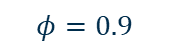 𝜙 = 0.9